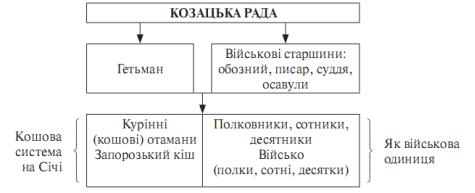 КОЗАЦЬКА РАДА
Гетьман
Військові старшини:
обозний, писар, суддя,
осавули
Кошова
система
на Січі
Курінні
(кошові) отамани
Запорозький кіш
Полковники, сотники,
десятники
Військо
(полки, сотні, десятки)
Як військова
одиниця